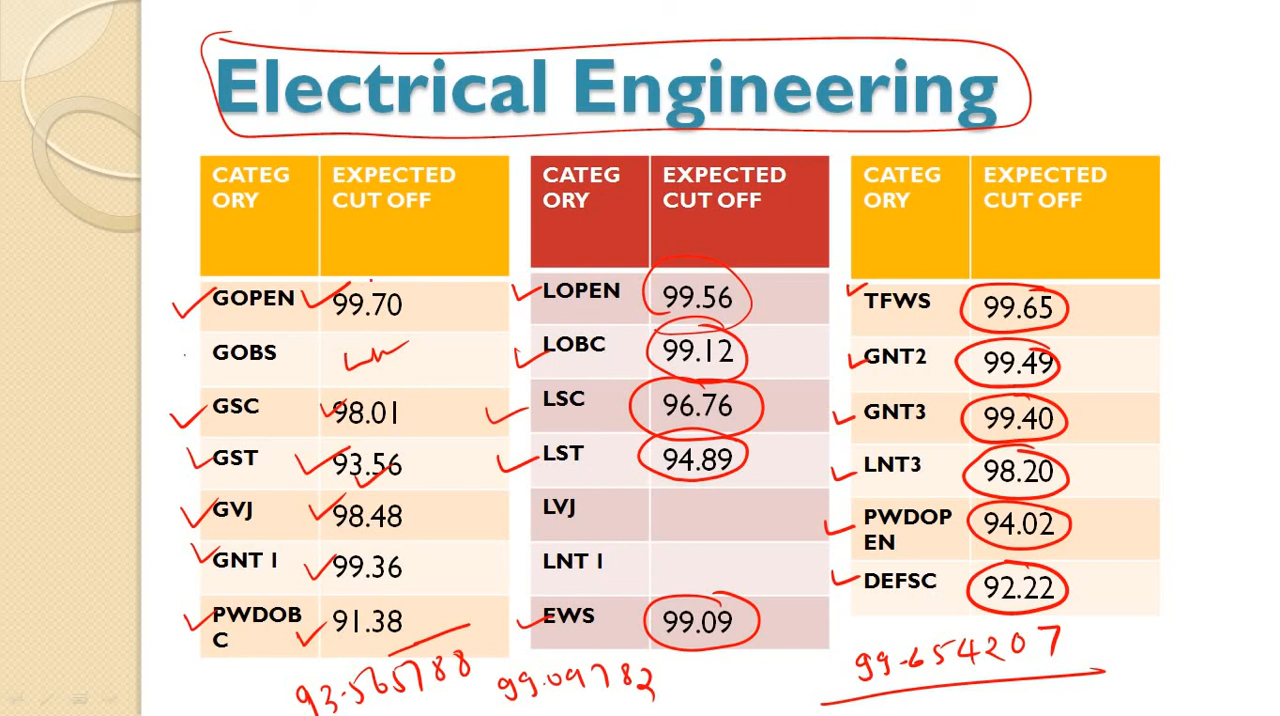 Electrical Engineering
CATEG
ORY
EXPECTED
CUT OFF
GOPEN 99.70
GOBS
GSC 98.01
GST 93.56
GVJ 98.48
GNT 1 99.36
PWDOB
C
91.38
CATEG
ORY
EXPECTED
CUT OFF
LOPEN 99.56
LOBC 99.12
LSC 96.76
LST 94.89
LVJ
LNT 1
EWS 99.09
CATEG
ORY
EXPECTED
CUT OFF
TFWS 99.65
GNT2 99.49
GNT3 99.40
LNT3 98.20
PWDOP
EN
94.02
DEFSC 92.22
93.565788
99.09782
99.654207